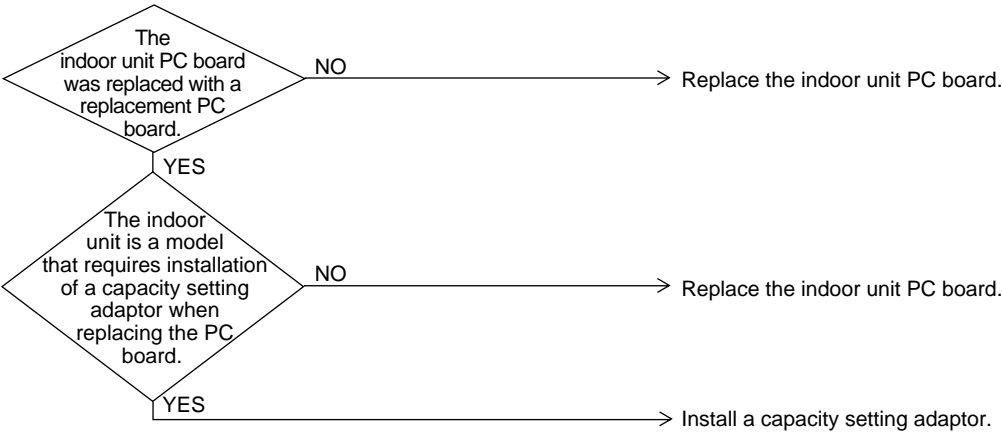 The
indoor unit PC board
was replaced with a
replacement PC
board.
NO
Replace the indoor unit PC board.
YES
The indoor
unit is a model
that requires installation
of a capacity setting
adaptor when
replacing the PC
board.
NO
Replace the indoor unit PC board.
YES
Install a capacity setting adaptor.